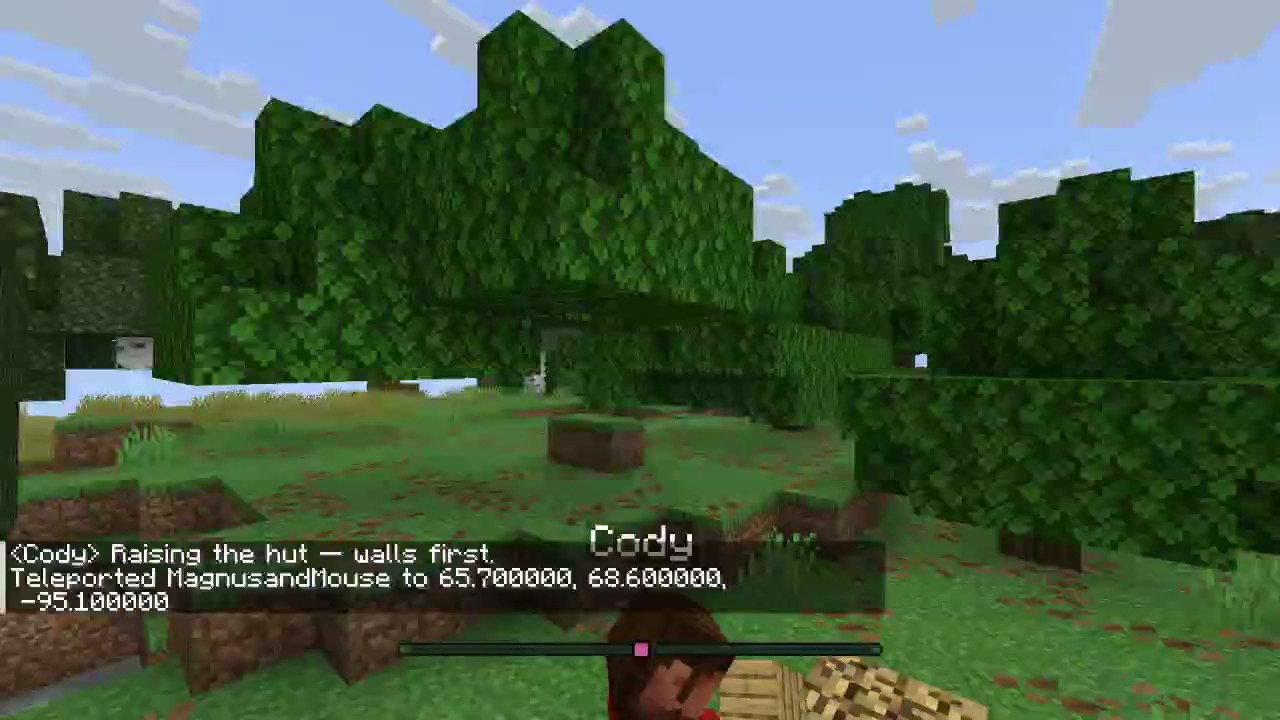 Cody
<Cody> Raising the hut — walls first.
Teleported MagnusandMouse to 65.700000, 68.600000,
-95.100000